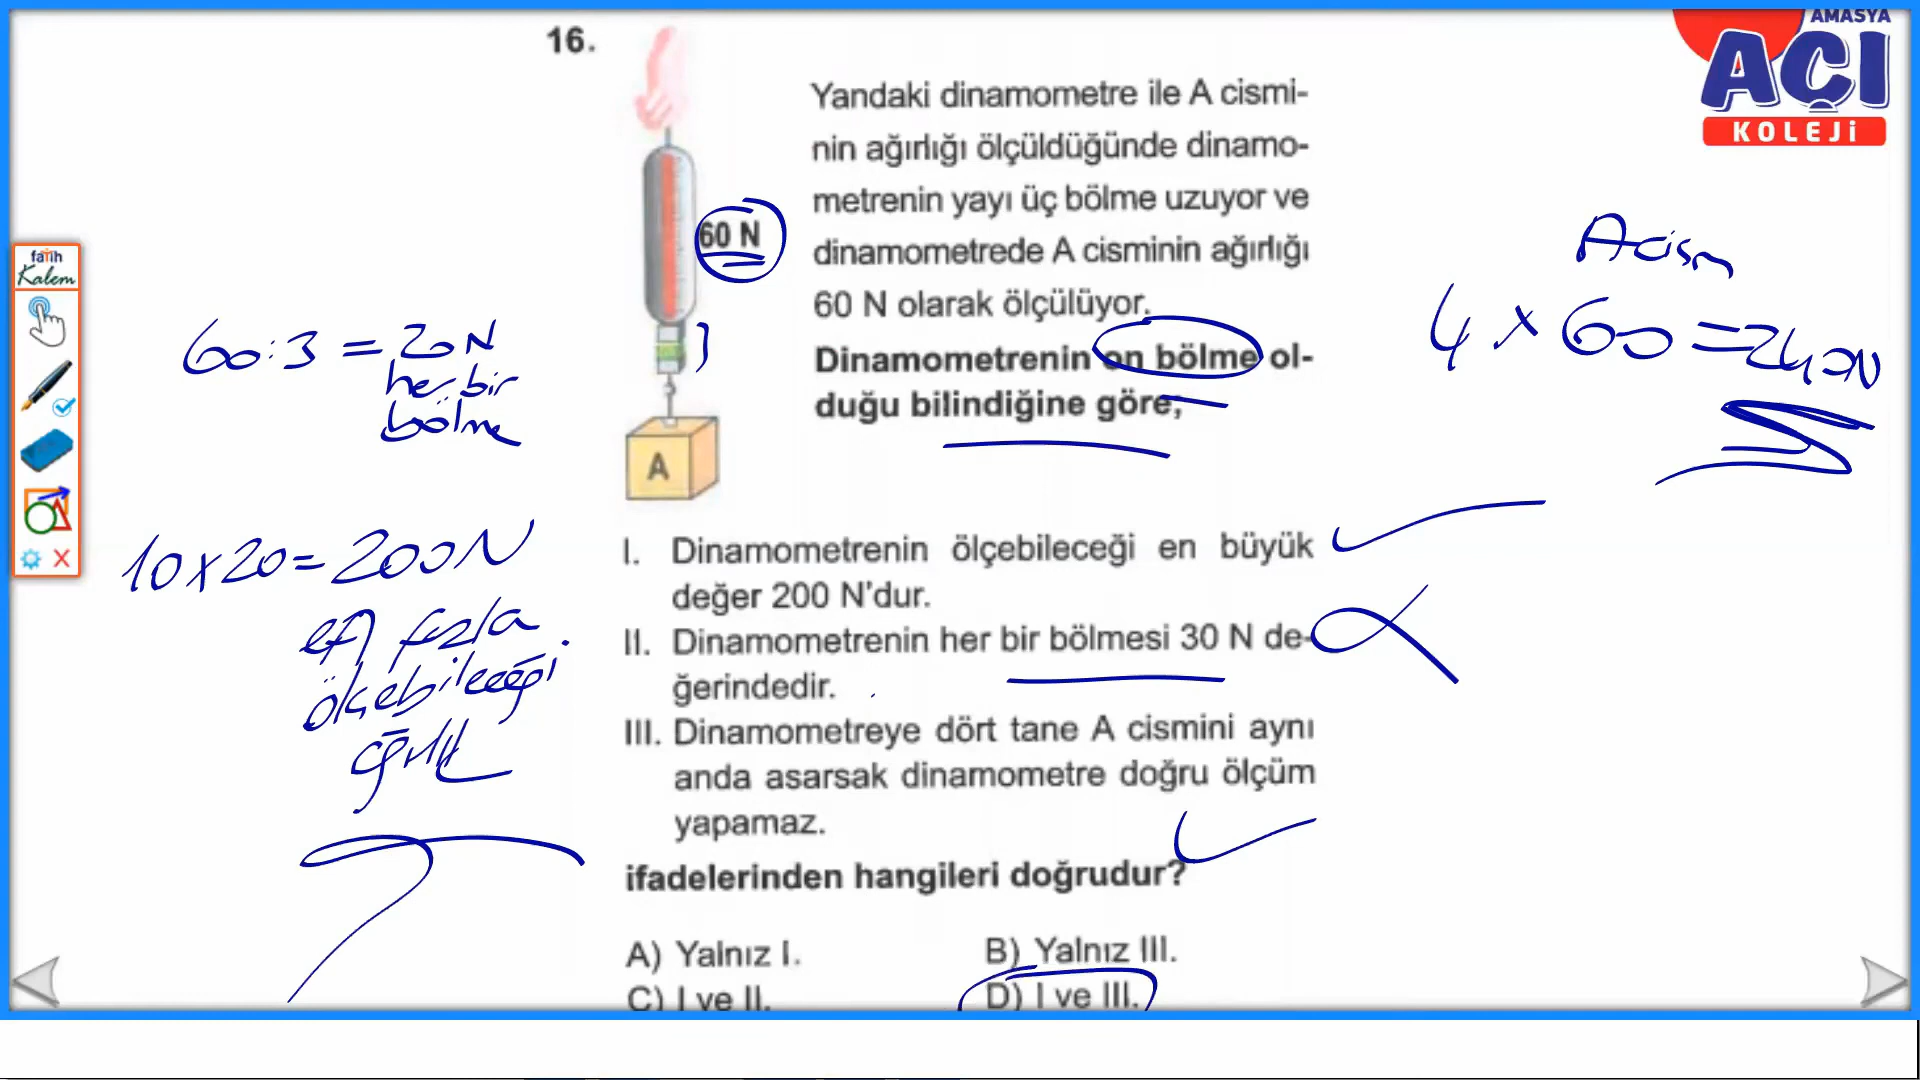 AMASYA
AÇI
KOLEJİ
16.
Yandaki dinamometre ile A cismi-
nin ağırlığı ölçüldüğünde dinamo-
metrenin yayı üç bölme uzuyor ve
dinamometrede A cisminin ağırlığı
60 N olarak ölçülüyor.
Dinamometrenin on bölme ol-
duğu bilindiğine göre;
60 N
A
fatih
Kalem
60:3 = 20N
her bir
bölme
A cism
4 x 60 = 240N
10x20=200N
en fazla
ölçebileceği
ağırlık
I. Dinamometrenin ölçebileceği en büyük
değer 200 N'dur.
II. Dinamometrenin her bir bölmesi 30 N de-
ğerindedir.
III. Dinamometreye dört tane A cismini aynı
anda asarsak dinamometre doğru ölçüm
yapamaz.
ifadelerinden hangileri doğrudur?
A) Yalnız I.
B) Yalnız III.
C) I ve II.
D) I ve III.